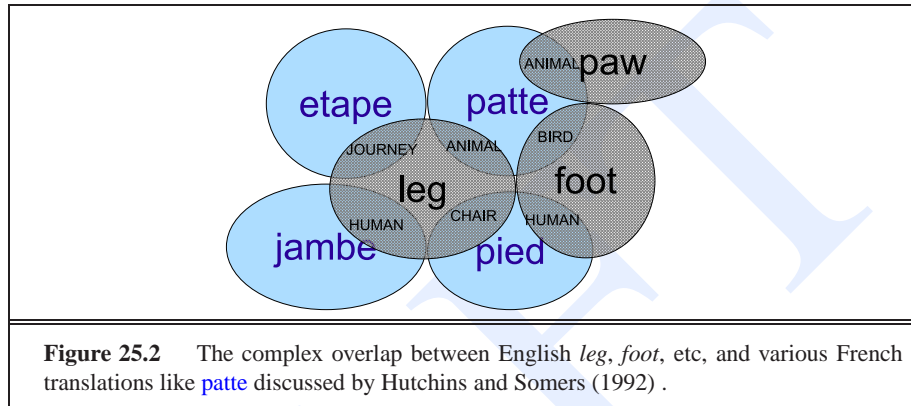 ANIMAL paw
etape patte
BIRD
JOURNEY ANIMAL
leg foot
HUMAN CHAIR HUMAN
jambe pied
Figure 25.2 The complex overlap between English leg, foot, etc, and various French
translations like patte discussed by Hutchins and Somers (1992) .